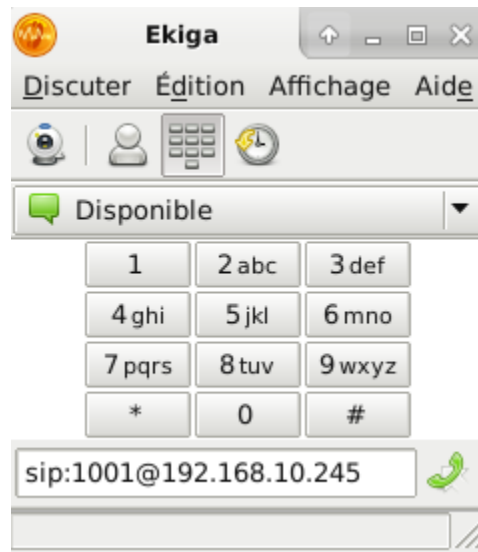 Ekiga
Discuter Édition Affichage Aide
Disponible
1 2 abc 3 def
4 ghi 5 jkl 6 mno
7 pqrs 8 tuv 9 wxyz
* 0 #
sip:1001@192.168.10.245